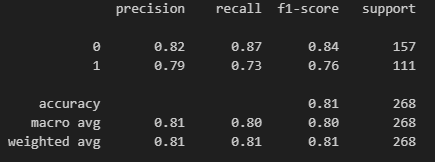 precision recall f1-score support
0 0.82 0.87 0.84 157
1 0.79 0.73 0.76 111
accuracy 0.81 268
macro avg 0.81 0.80 0.80 268
weighted avg 0.81 0.81 0.81 268